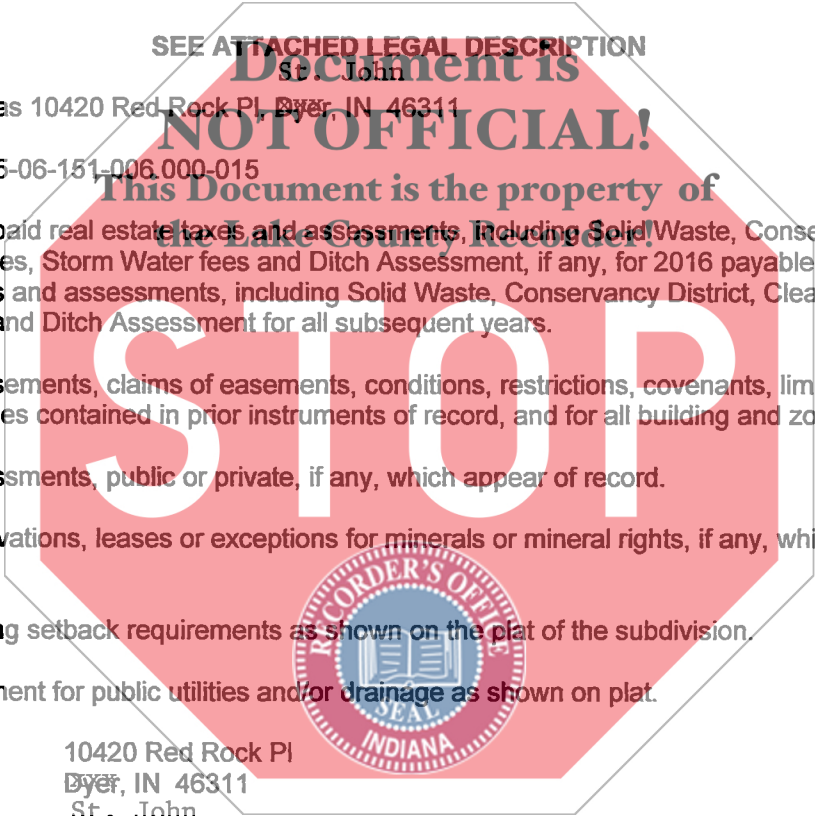 SEE ATTACHED LEGAL DESCRIPTION
Document is
St. John
as 10420 Red Rock Pl, Dyer, IN 46311
NOT OFFICIAL!
5-06-151-006.000-015
This Document is the property of
the Lake County Recorder!
paid real estate taxes and assessments, including Solid Waste, Conse
es, Storm Water fees and Ditch Assessment, if any, for 2016 payable
s and assessments, including Solid Waste, Conservancy District, Clea
and Ditch Assessment for all subsequent years.
STOP
sements, claims of easements, conditions, restrictions, covenants, lim
es contained in prior instruments of record, and for all building and zo
ssments, public or private, if any, which appear of record.
vations, leases or exceptions for minerals or mineral rights, if any, whi
RECORDER'S OFFICE
g setback requirements as shown on the plat of the subdivision.
ment for public utilities and/or drainage as shown on plat.
SEAL
INDIANA
10420 Red Rock Pl
Dyer, IN 46311
St. John